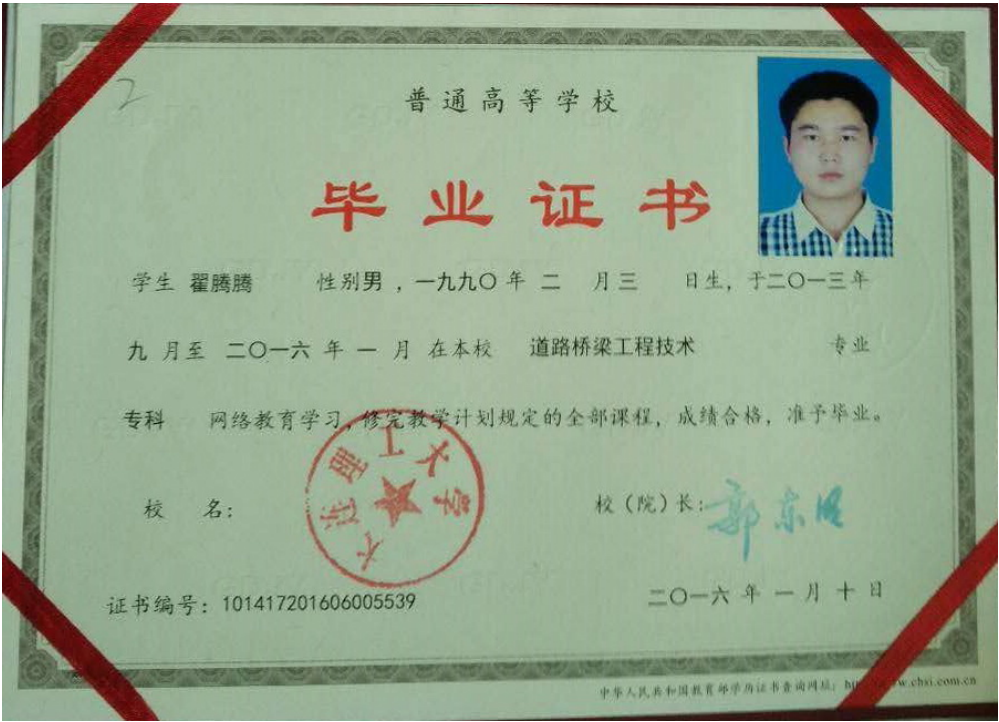 2
普通高等学校
毕业证书
学生 翟腾腾 性别男，一九九〇年 二 月三 日生，于二〇一三年
九 月至 二〇一六 年 一 月 在本校 道路桥梁工程技术 专业
专科 网络教育学习，修完教学计划规定的全部课程，成绩合格，准予毕业。
校 名：
大连理工大学
校（院）长：郭东明
证书编号：101417201606005539
二〇一六 年 一 月 十 日
中华人民共和国教育部学历证书查询网址：
w.chsi.com.cn